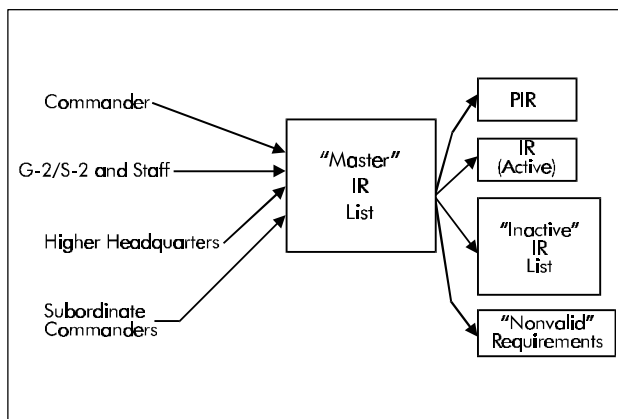 Commander
G-2/S-2 and Staff
Higher Headquarters
Subordinate
Commanders
“Master”
IR
List
PIR
IR
(Active)
“Inactive”
IR
List
“Nonvalid”
Requirements